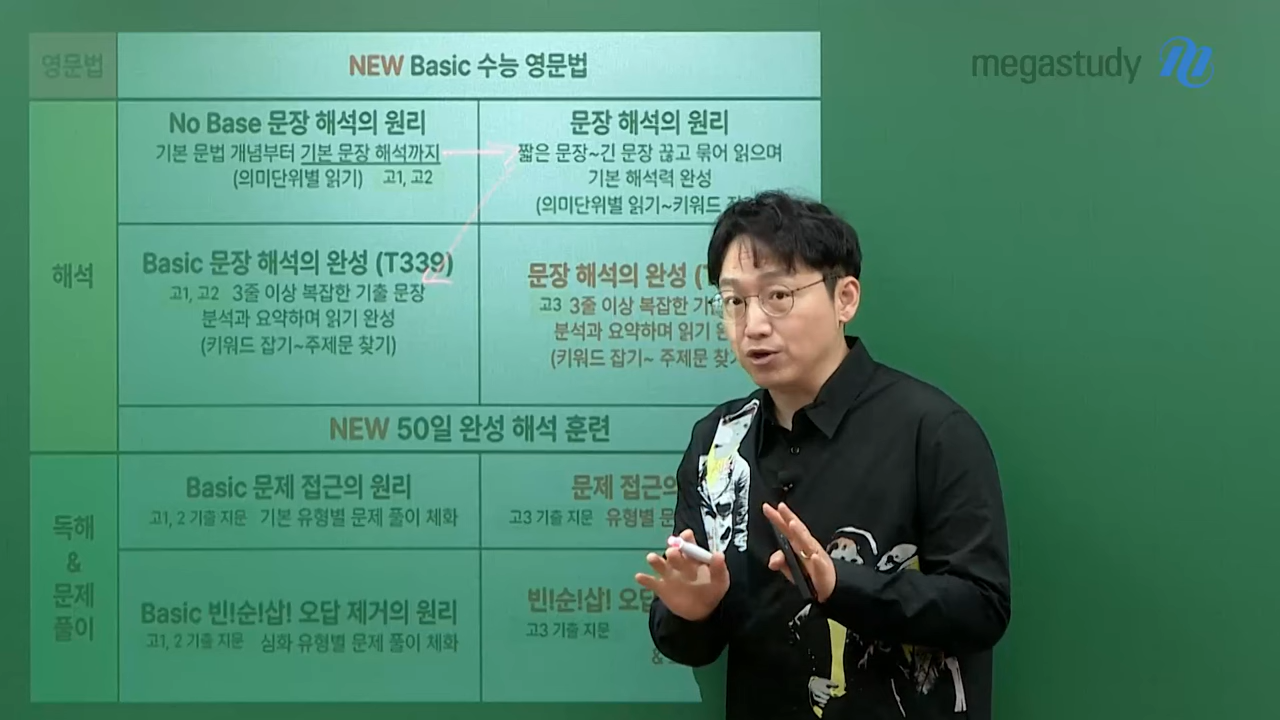 megastudy
영문법
NEW Basic 수능 영문법
해석
No Base 문장 해석의 원리
기본 문법 개념부터 기본 문장 해석까지
(의미단위별 읽기) 고1, 고2
문장 해석의 원리
짧은 문장~긴 문장 끊고 묶어 읽으며
기본 해석력 완성
(의미단위별 읽기~키워드
Basic 문장 해석의 완성 (T339)
고1, 고2 3줄 이상 복잡한 기출 문장
분석과 요약하며 읽기 완성
(키워드 잡기~주제문 찾기)
문장 해석의 완성
고3 3줄 이상 복잡한
분석과 요약하며 읽기
(키워드 잡기~ 주제문
NEW 50일 완성 해석 훈련
독해
&
문제
풀이
Basic 문제 접근의 원리
고1, 2 기출 지문 기본 유형별 문제 풀이 체화
문제 접근의
고3 기출 지문 유형별
Basic 빈!순!삽! 오답 제거의 원리
고1, 2 기출 지문 심화 유형별 문제 풀이 체화
빈!순!삽!
고3 기출 지문
&